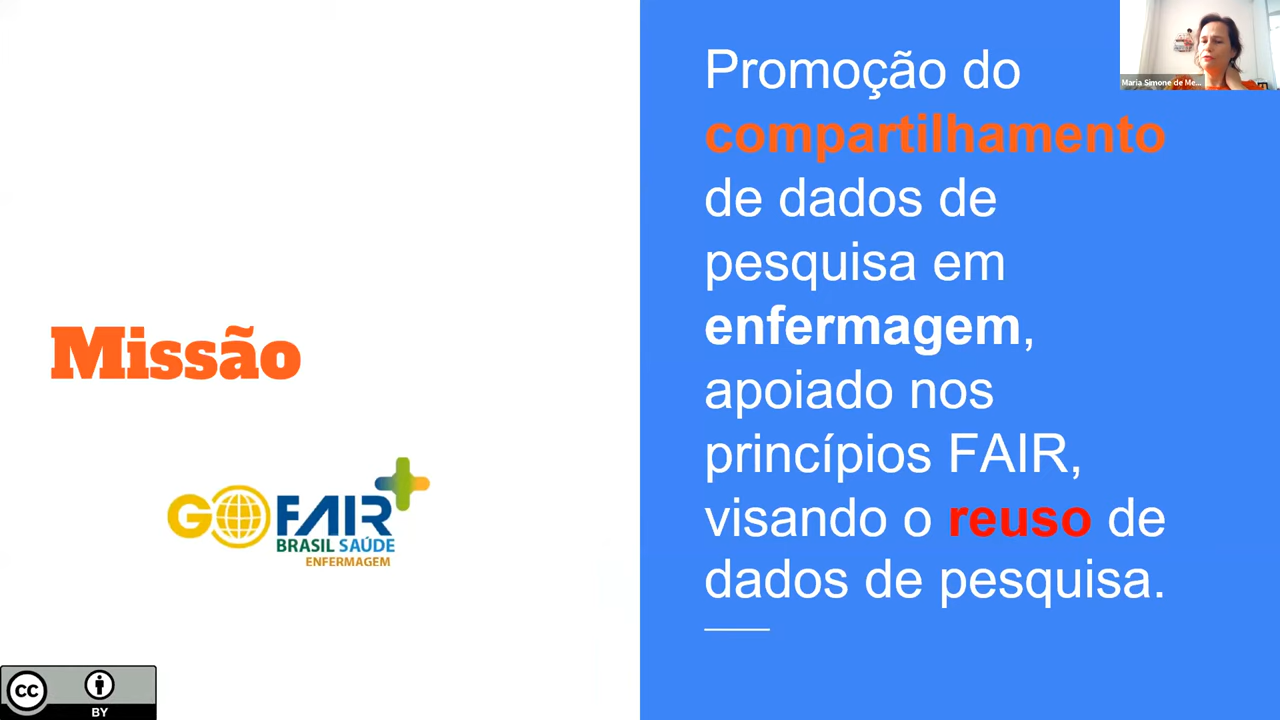 Missão
GO FAIR
BRASIL SAÚDE
ENFERMAGEM
cc
BY
Promoção do
compartilhamento
de dados de
pesquisa em
enfermagem,
apoiado nos
princípios FAIR,
visando o reuso de
dados de pesquisa.
Maria Simone de Me...